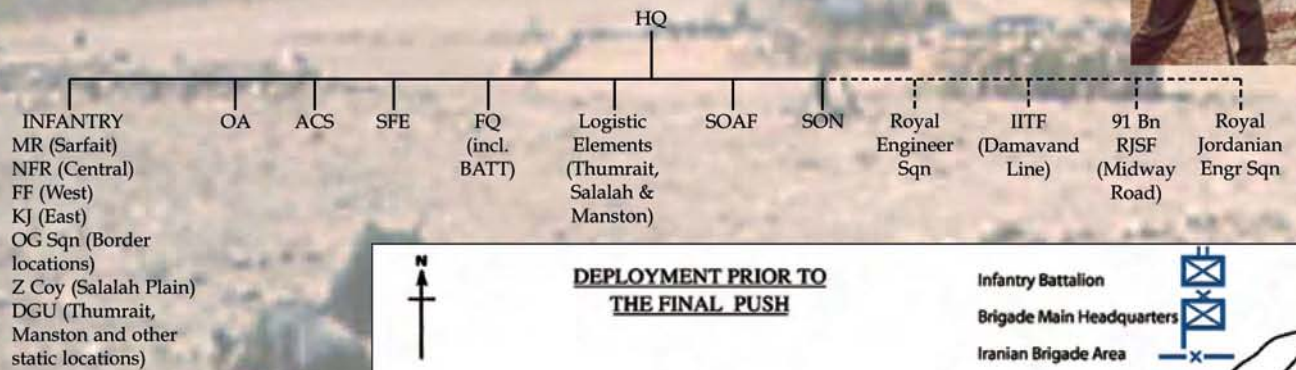 HQ
INFANTRY
MR (Sarfait)
NFR (Central)
FF (West)
KJ (East)
OG Sqn (Border
locations)
Z Coy (Salalah Plain)
DGU (Thumrait,
Manston and other
static locations)
OA
ACS
SFE
FQ
(incl.
BATT)
Logistic
Elements
(Thumrait,
Salalah &
Manston)
SOAF
SON
Royal
Engineer
Sqn
IITF
(Damavand
Line)
91 Bn
RJSF
(Midway
Road)
Royal
Jordanian
Engr Sqn
N
DEPLOYMENT PRIOR TO
THE FINAL PUSH
Infantry Battalion
Brigade Main Headquarters
Iranian Brigade Area